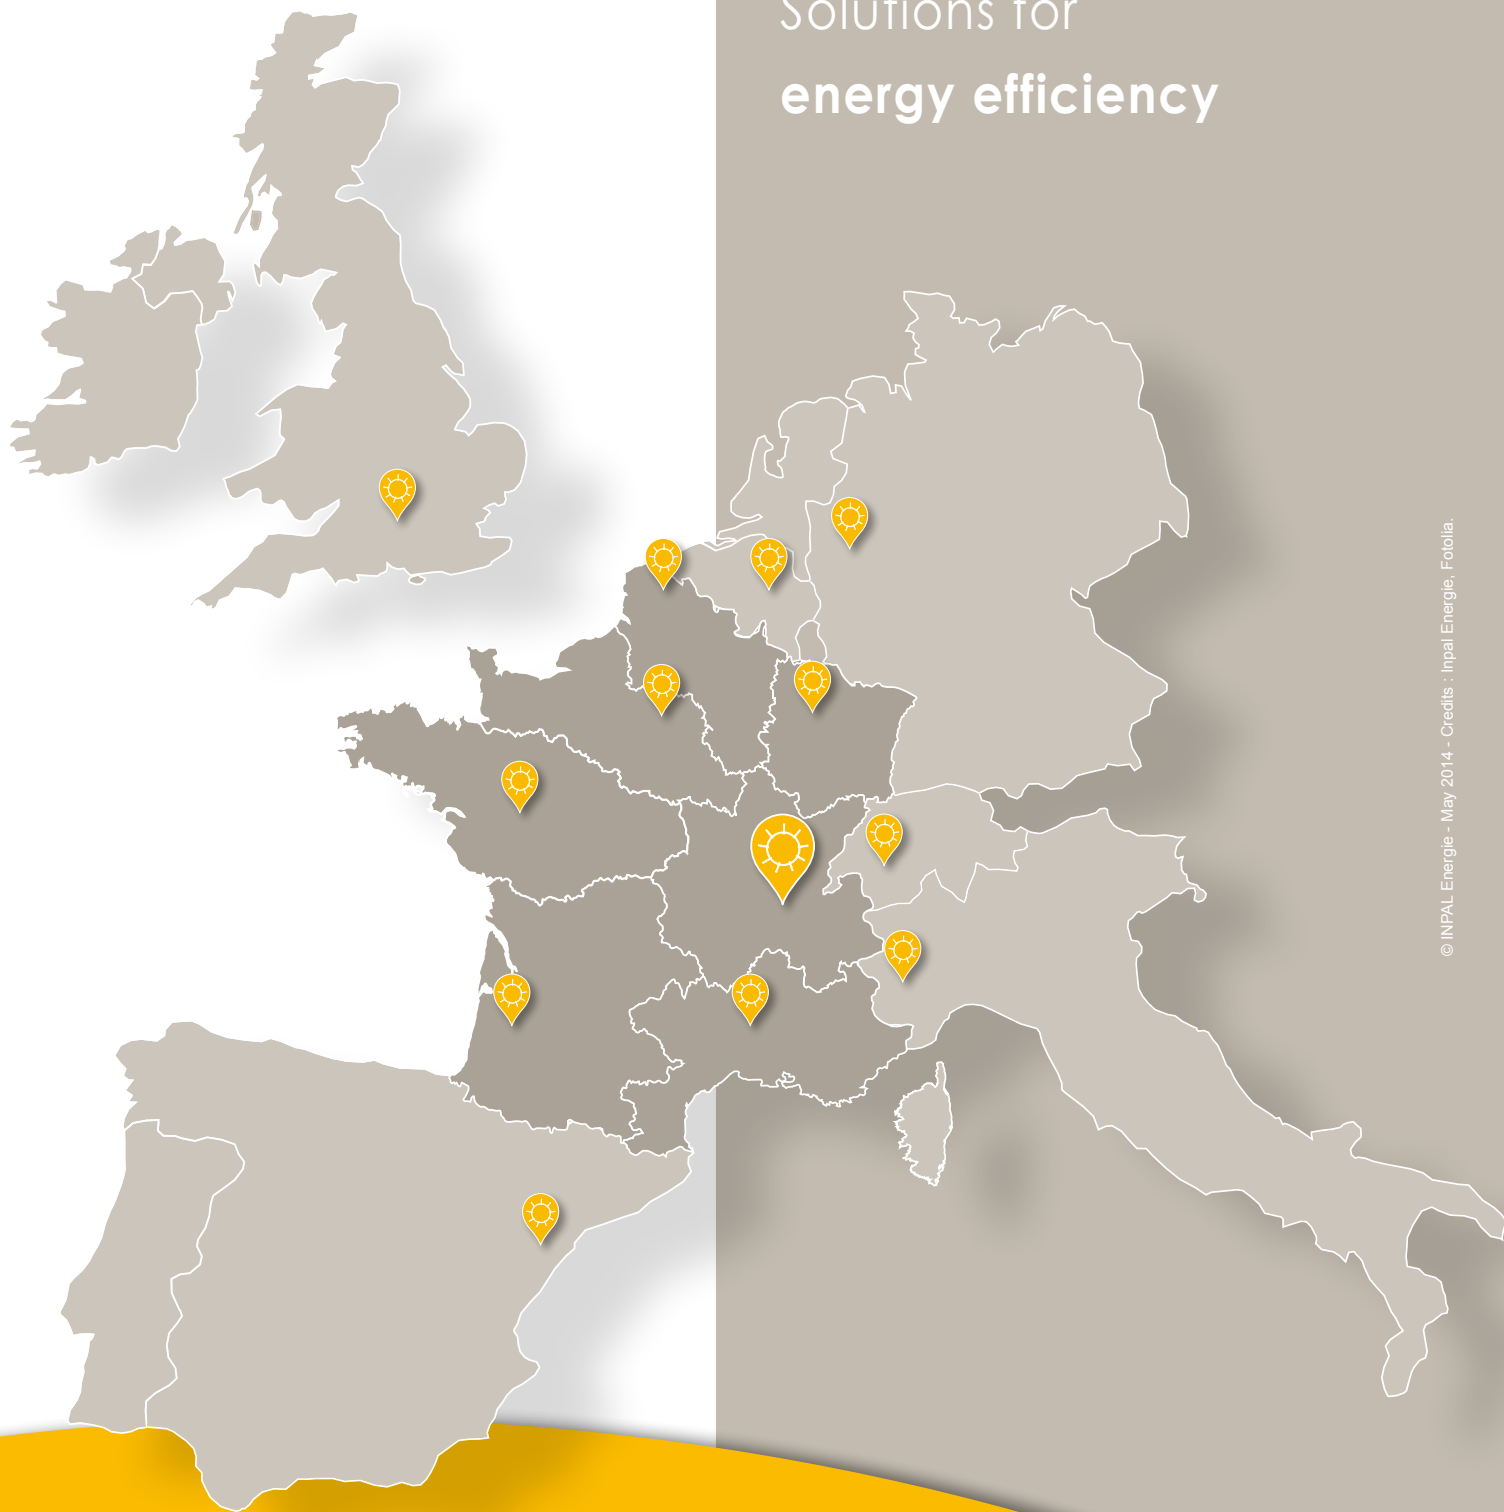 Solutions for
energy efficiency
© INPAL Energie - May 2014 - Credits : Inpal Energie, Fotolia.